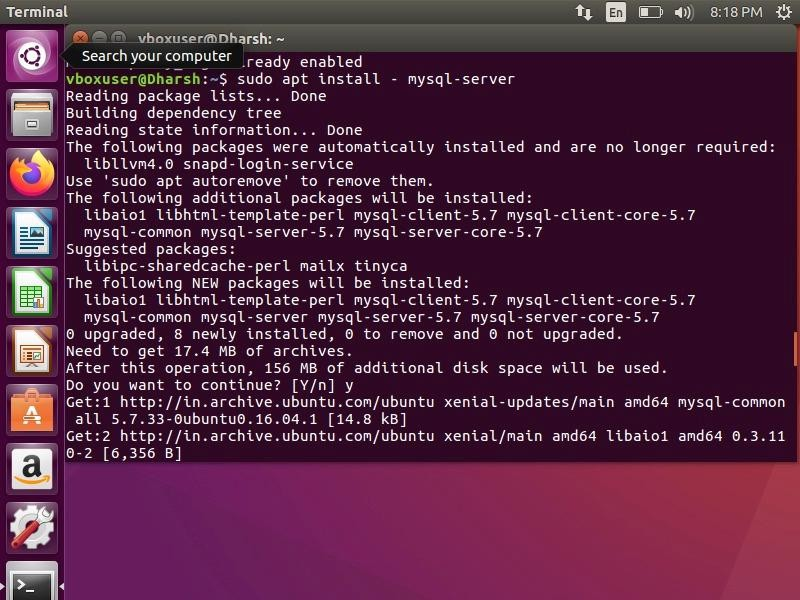 Terminal
En
8:18 PM
vboxuser@Dharsh: ~
Search your computer
ready enabled
vboxuser@Dharsh:~$ sudo apt install - mysql-server
Reading package lists... Done
Building dependency tree
Reading state information... Done
The following packages were automatically installed and are no longer required:
libllvm4.0 snapd-login-service
Use 'sudo apt autoremove' to remove them.
The following additional packages will be installed:
libaio1 libhtml-template-perl mysql-client-5.7 mysql-client-core-5.7
mysql-common mysql-server-5.7 mysql-server-core-5.7
Suggested packages:
libipc-sharedcache-perl mailx tinyca
The following NEW packages will be installed:
libaio1 libhtml-template-perl mysql-client-5.7 mysql-client-core-5.7
mysql-common mysql-server mysql-server-5.7 mysql-server-core-5.7
0 upgraded, 8 newly installed, 0 to remove and 0 not upgraded.
Need to get 17.4 MB of archives.
After this operation, 156 MB of additional disk space will be used.
Do you want to continue? [Y/n] y
Get:1 http://in.archive.ubuntu.com/ubuntu xenial-updates/main amd64 mysql-common
all 5.7.33-0ubuntu0.16.04.1 [14.8 kB]
Get:2 http://in.archive.ubuntu.com/ubuntu xenial/main amd64 libaio1 amd64 0.3.11
0-2 [6,356 B]